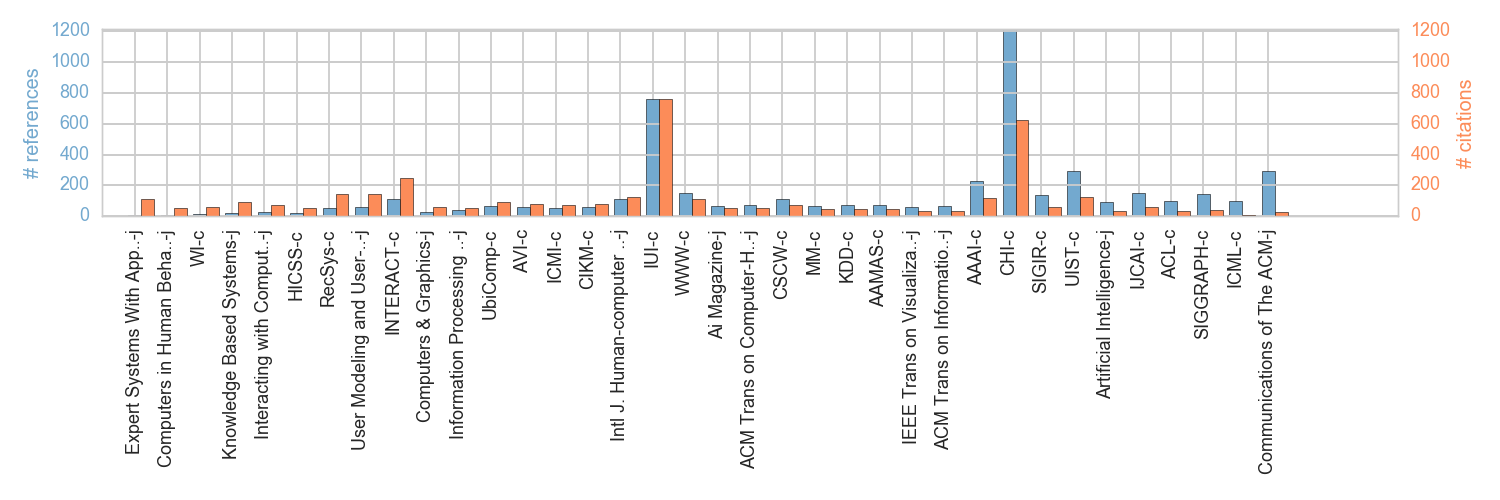 1200
1000
800
600
400
200
0
# references
1200
1000
800
600
400
200
0
# citations
Expert Systems With App..-j
Computers in Human Beha..-j
WI-c
Knowledge Based Systems-j
Interacting with Comput..-j
HICSS-c
RecSys-c
User Modeling and User-..-j
INTERACT-c
Computers & Graphics-j
Information Processing ..-j
UbiComp-c
AVI-c
ICMI-c
CIKM-c
Intl J. Human-computer ..-j
IUI-c
WWW-c
Ai Magazine-j
ACM Trans on Computer-H..-j
CSCW-c
MM-c
KDD-c
AAMAS-c
IEEE Trans on Visualiza..-j
ACM Trans on Informatio..-j
AAAI-c
CHI-c
SIGIR-c
UIST-c
Artificial Intelligence-j
IJCAI-c
ACL-c
SIGGRAPH-c
ICML-c
Communications of The ACM-j